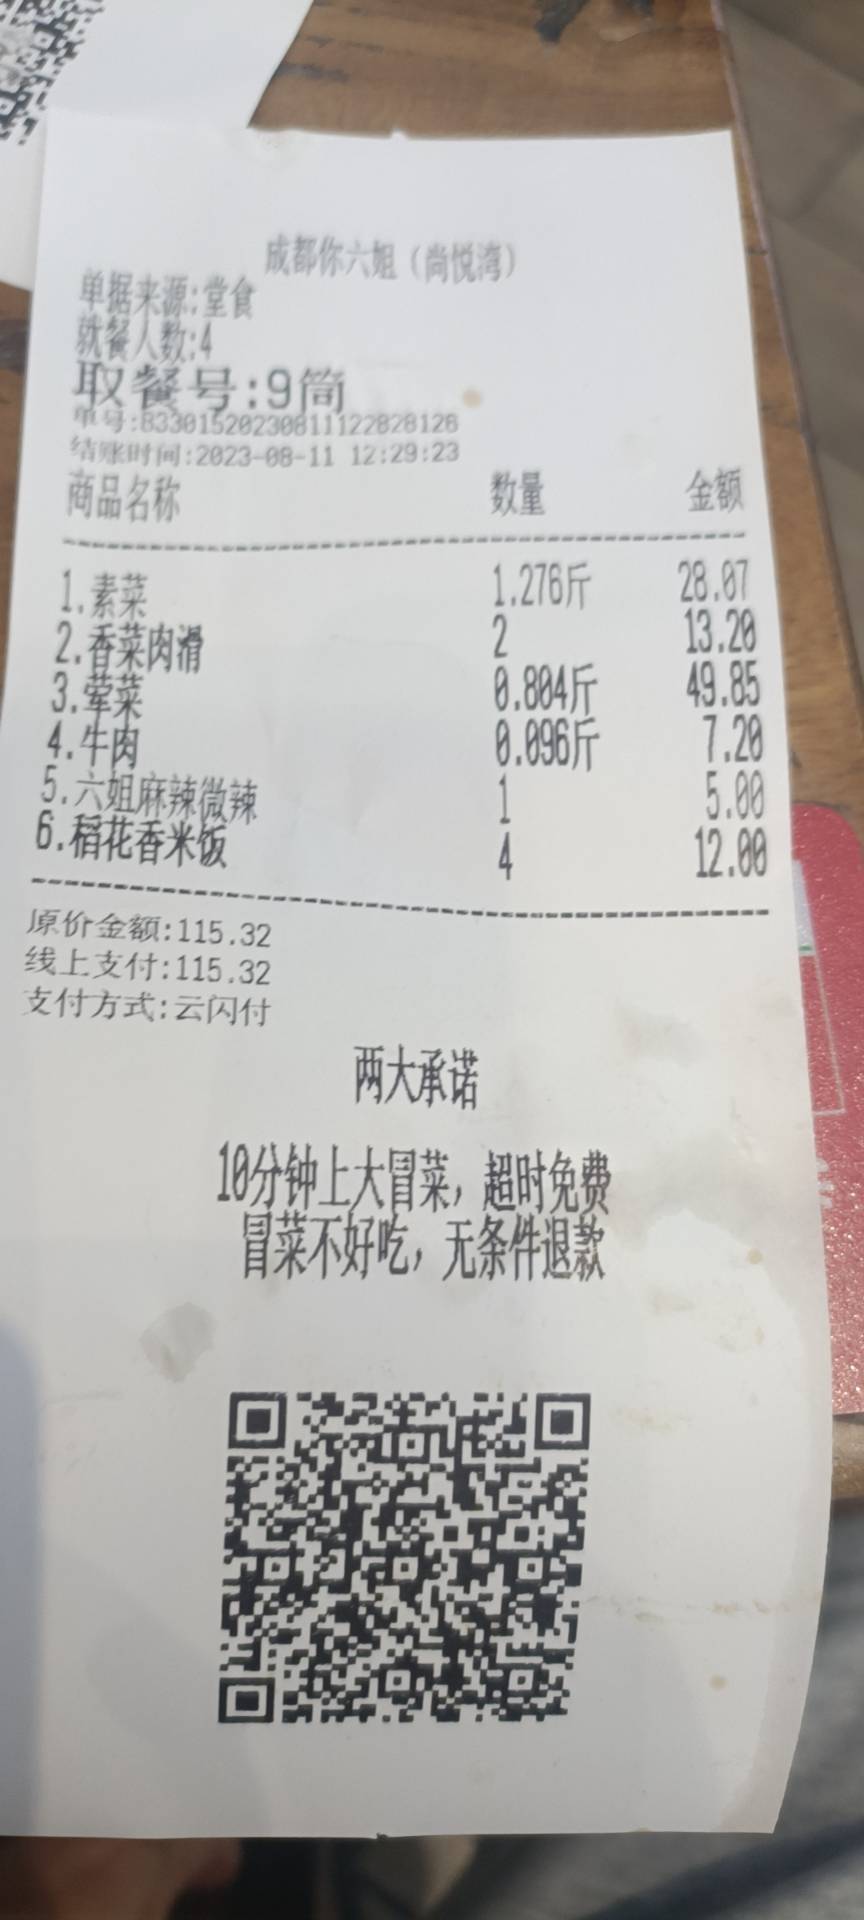 成都你六姐（尚悦湾）
单据来源:堂食
就餐人数:4
取餐号:9筒
单号:8330152023081112282​8126
结账时间:2023-08-11 12:29:23
商品名称 数量 金额
1.素菜 1.276斤 28.07
2.香菜肉滑 2 13.20
3.荤菜 0.804斤 49.85
4.牛肉 0.096斤 7.20
5.六姐麻辣微辣 1 5.00
6.稻花香米饭 4 12.00
原价金额:115.32
线上支付:115.32
支付方式:云闪付
两大承诺
10分钟上大冒菜，超时免费
冒菜不好吃，无条件退款